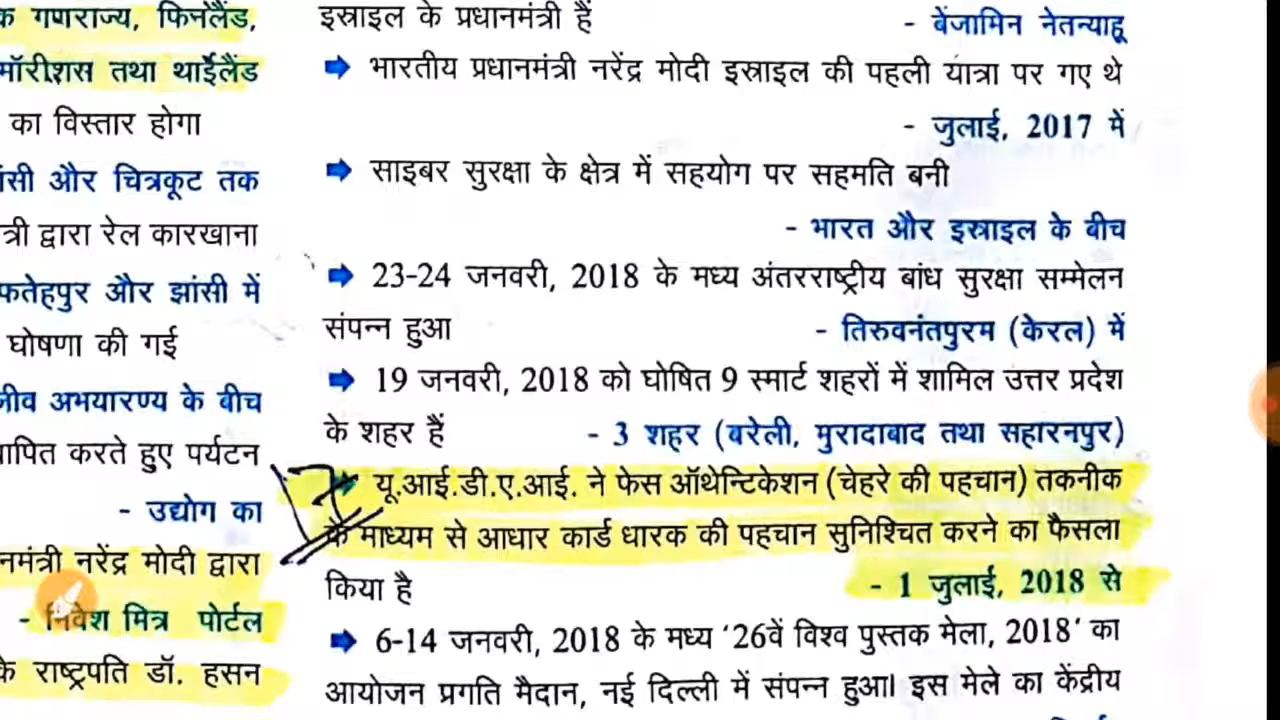 क गणराज्य, फिनलैंड,
मॉरीशस तथा थाईलैंड
का विस्तार होगा
ांसी और चित्रकूट तक
त्री द्वारा रेल कारखाना
फतेहपुर और झांसी में
घोषणा की गई
जीव अभयारण्य के बीच
थापित करते हुए पर्यटन
- उद्योग का
नमंत्री नरेंद्र मोदी द्वारा
- निवेश मित्र पोर्टल
के राष्ट्रपति डॉ. हसन
इस्राइल के प्रधानमंत्री हैं
- बेंजामिन नेतन्याहू
➡ भारतीय प्रधानमंत्री नरेंद्र मोदी इस्राइल की पहली यात्रा पर गए थे
- जुलाई, 2017 में
➡ साइबर सुरक्षा के क्षेत्र में सहयोग पर सहमति बनी
- भारत और इस्राइल के बीच
➡ 23-24 जनवरी, 2018 के मध्य अंतरराष्ट्रीय बांध सुरक्षा सम्मेलन
संपन्न हुआ - तिरुवनंतपुरम (केरल) में
➡ 19 जनवरी, 2018 को घोषित 9 स्मार्ट शहरों में शामिल उत्तर प्रदेश
के शहर हैं - 3 शहर (बरेली, मुरादाबाद तथा सहारनपुर)
➡ यू.आई.डी.ए.आई. ने फेस ऑथेन्टिकेशन (चेहरे की पहचान) तकनीक
के माध्यम से आधार कार्ड धारक की पहचान सुनिश्चित करने का फैसला
किया है - 1 जुलाई, 2018 से
➡ 6-14 जनवरी, 2018 के मध्य '26वें विश्व पुस्तक मेला, 2018' का
आयोजन प्रगति मैदान, नई दिल्ली में संपन्न हुआ। इस मेले का केंद्रीय